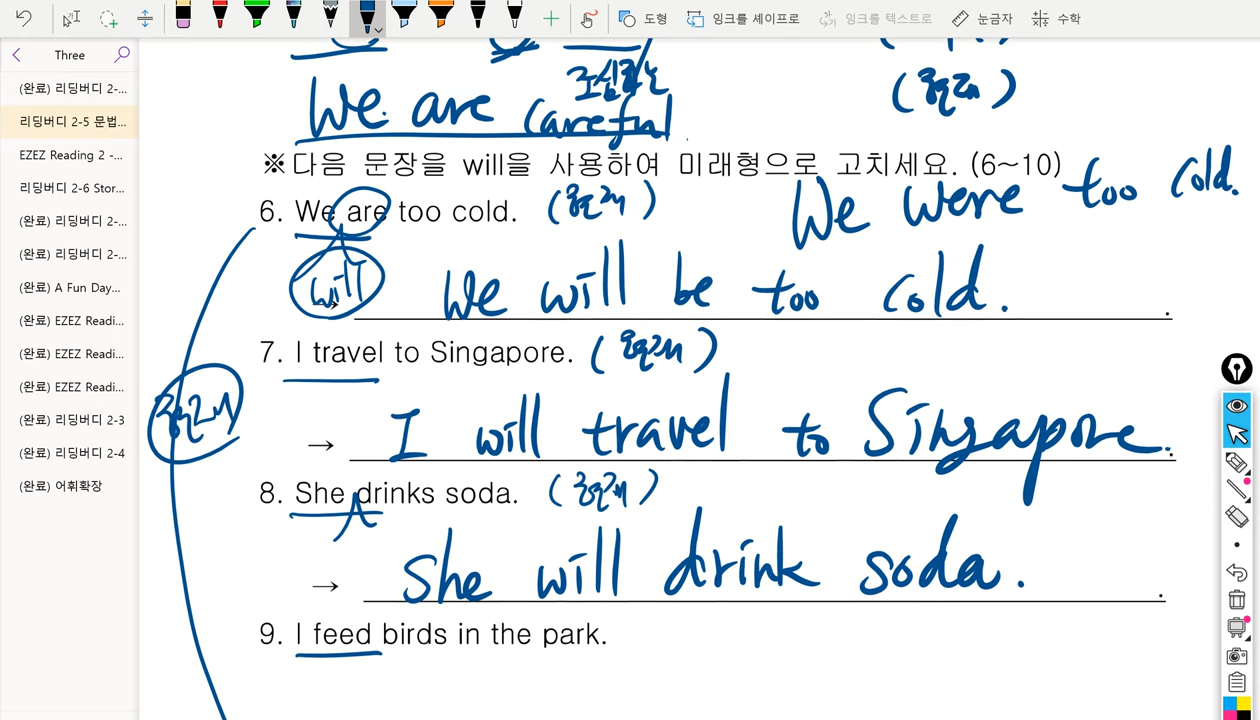 도형
잉크를 셰이프로
잉크를 텍스트로
눈금자
수학
Three
(완료) 리딩버디 2-...
리딩버디 2-5 문법...
EZEZ Reading 2 -...
리딩버디 2-6 Stor...
(완료) 리딩버디 2-...
(완료) 리딩버디 2-...
(완료) A Fun Day...
(완료) EZEZ Readi...
(완료) EZEZ Readi...
(완료) EZEZ Readi...
(완료) 리딩버디 2-3
(완료) 리딩버디 2-4
(완료) 어휘확장
조심하는
(현재)
We are careful
※ 다음 문장을 will을 사용하여 미래형으로 고치세요. (6~10)
We were too cold.
6. We are too cold. (현재)
will
→ We will be too cold.
7. I travel to Singapore. (현재)
현재
→ I will travel to Singapore.
8. She drinks soda. (현재)
→ She will drink soda.
9. I feed birds in the park.